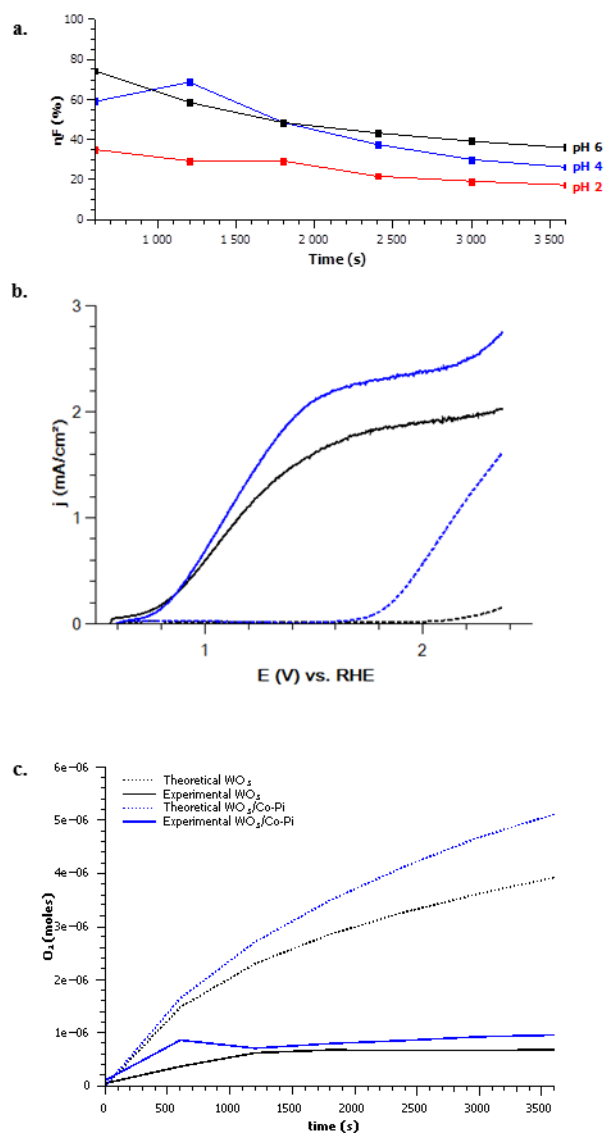 a.
100
80
60
40
20
0
ηF (%)
pH 6
pH 4
pH 2
1 000
1 500
2 000
2 500
3 000
3 500
Time (s)
b.
3
2
1
0
j (mA/cm²)
1
2
E (V) vs. RHE
c.
6e-06
5e-06
4e-06
3e-06
2e-06
1e-06
0
O₂ (moles)
Theoretical WO₃
Experimental WO₃
Theoretical WO₃/Co-Pi
Experimental WO₃/Co-Pi
0
500
1000
1500
2000
2500
3000
3500
time (s)